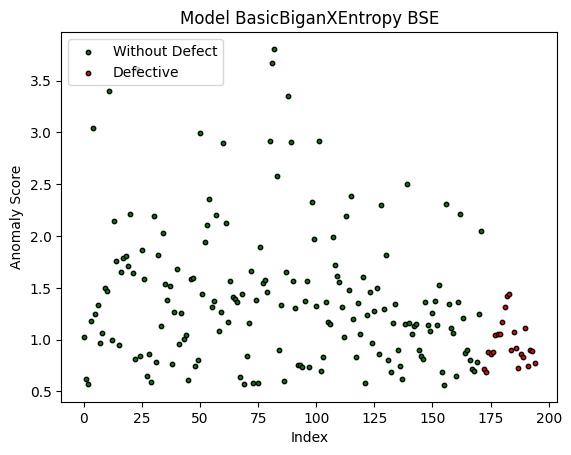 Model BasicBiganXEntropy BSE
Without Defect
Defective
Anomaly Score
3.5
3.0
2.5
2.0
1.5
1.0
0.5
0 25 50 75 100 125 150 175 200
Index